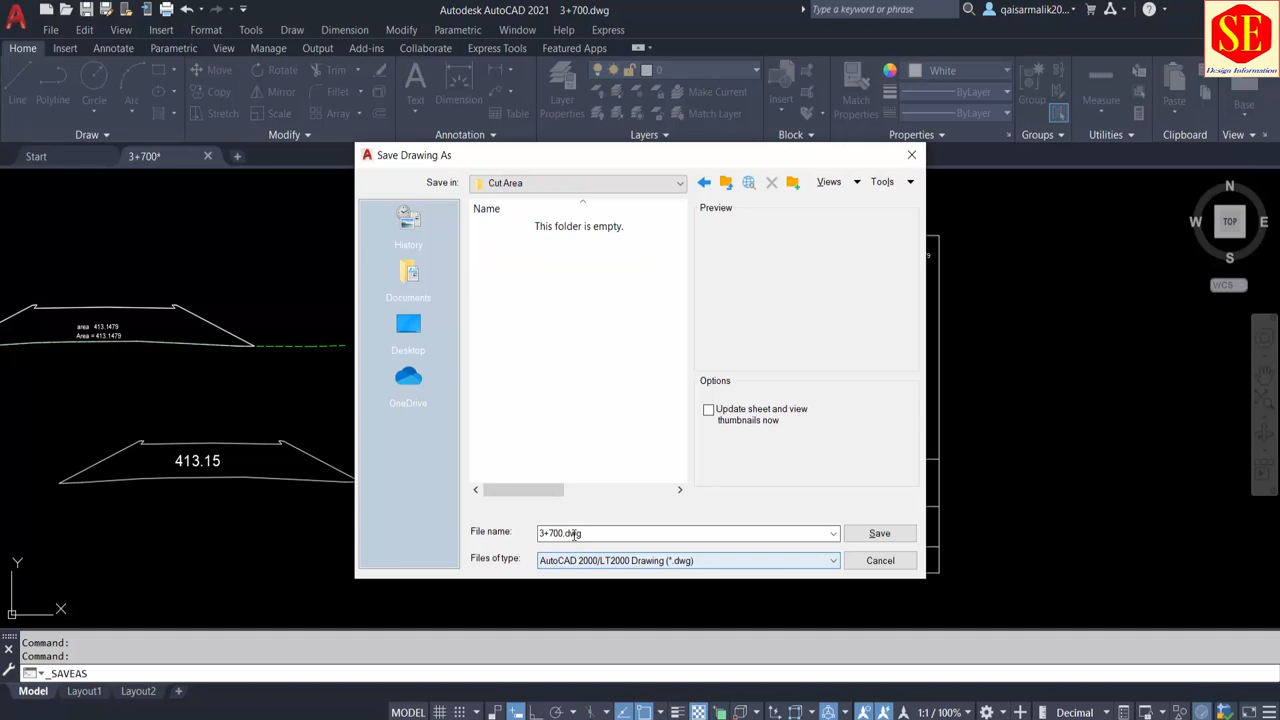 Autodesk AutoCAD 2021 3+700.dwg
Type a keyword or phrase
qaisarmalik20...
SE
Design Information
File Edit View Insert Format Tools Draw Dimension Modify Parametric Window Help Express
Home Insert Annotate Parametric View Manage Output Add-ins Collaborate Express Tools Featured Apps
Line Polyline Circle Arc
Move Rotate Trim
Copy Mirror Fillet
Stretch Scale Array
Text Dimension Table
Layer Properties
0
Make Current
Match Layer
Insert
Match Properties
White
ByLayer
ByLayer
Group
Measure
Paste
Base
Draw Modify Annotation Layers Block Properties Groups Utilities Clipboard View
Start 3+700*
Save Drawing As
Save in: Cut Area
Views Tools
Name
This folder is empty.
Preview
History
Documents
Desktop
OneDrive
Options
Update sheet and view
thumbnails now
File name: 3+700.dwg Save
Files of type: AutoCAD 2000/LT2000 Drawing (*.dwg) Cancel
area 413.1479
Area = 413.1479
413.15
N
W TOP E
S
WCS
9
Y
X
Command:
Command:
_SAVEAS
Model Layout1 Layout2
MODEL 1:1 / 100% Decimal